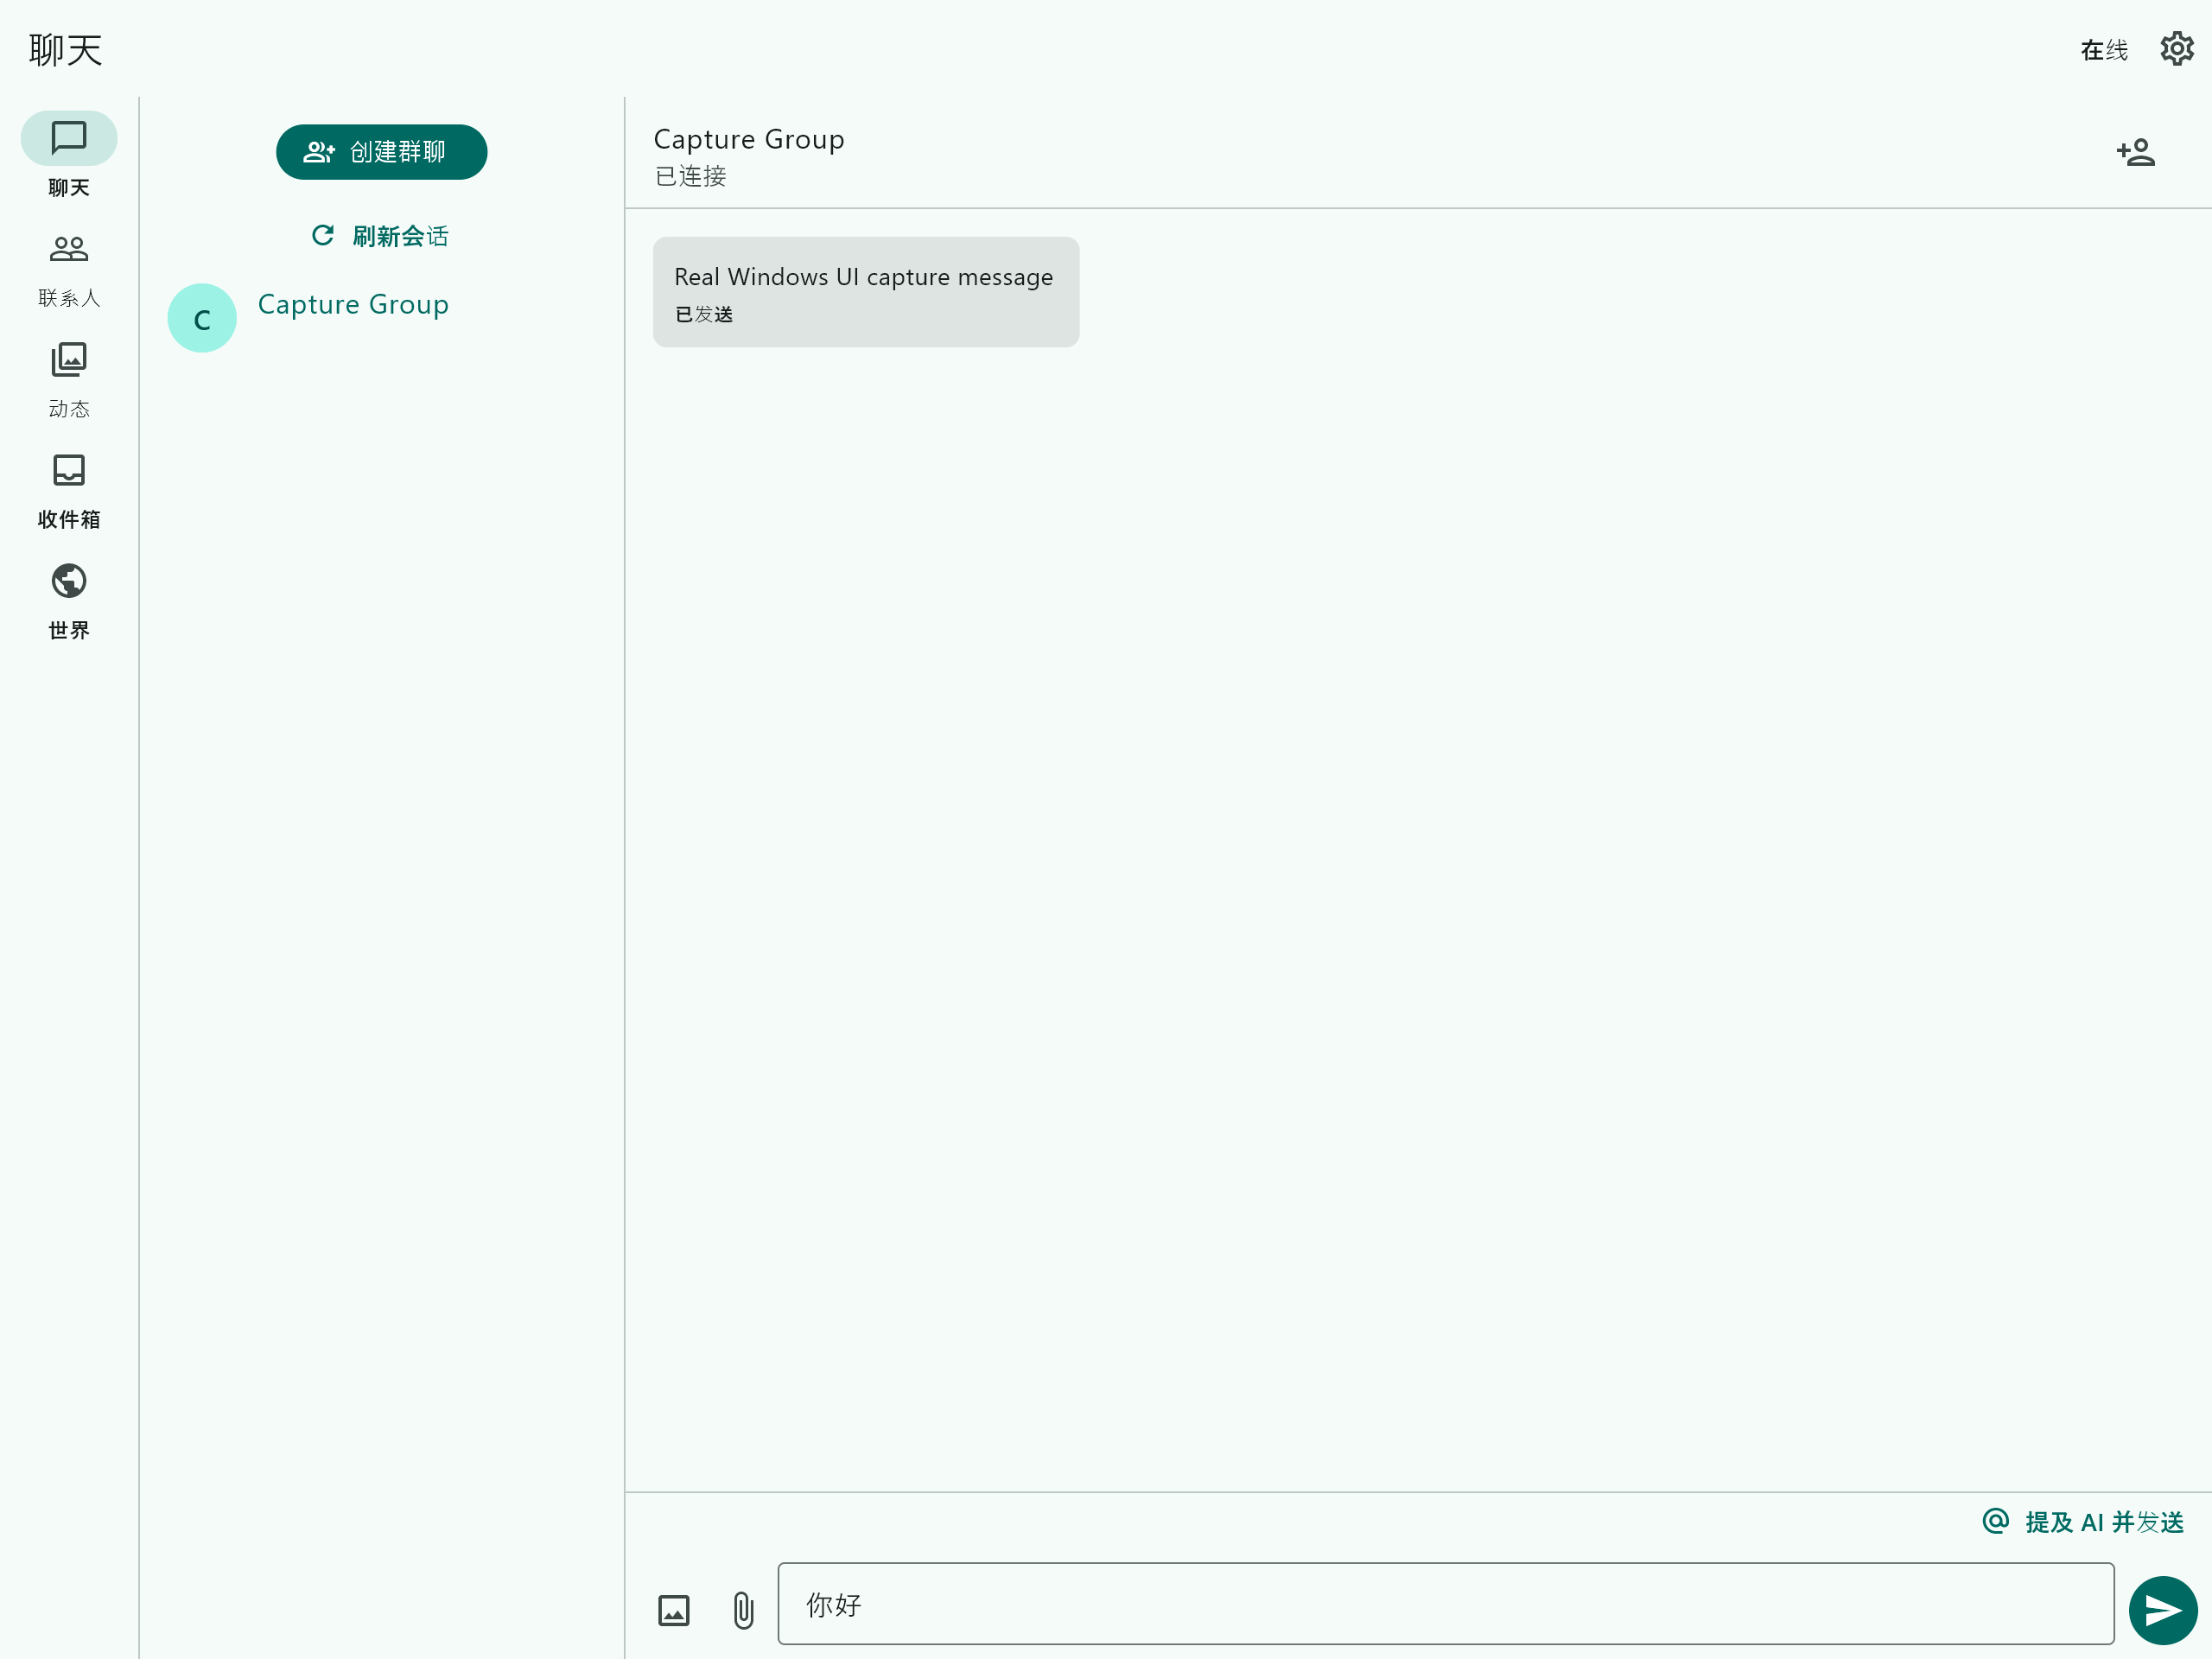 聊天
在线
聊天
联系人
动态
收件箱
世界
创建群聊
刷新会话
C
Capture Group
Capture Group
已连接
Real Windows UI capture message
已发送
提及 AI 并发送
你好